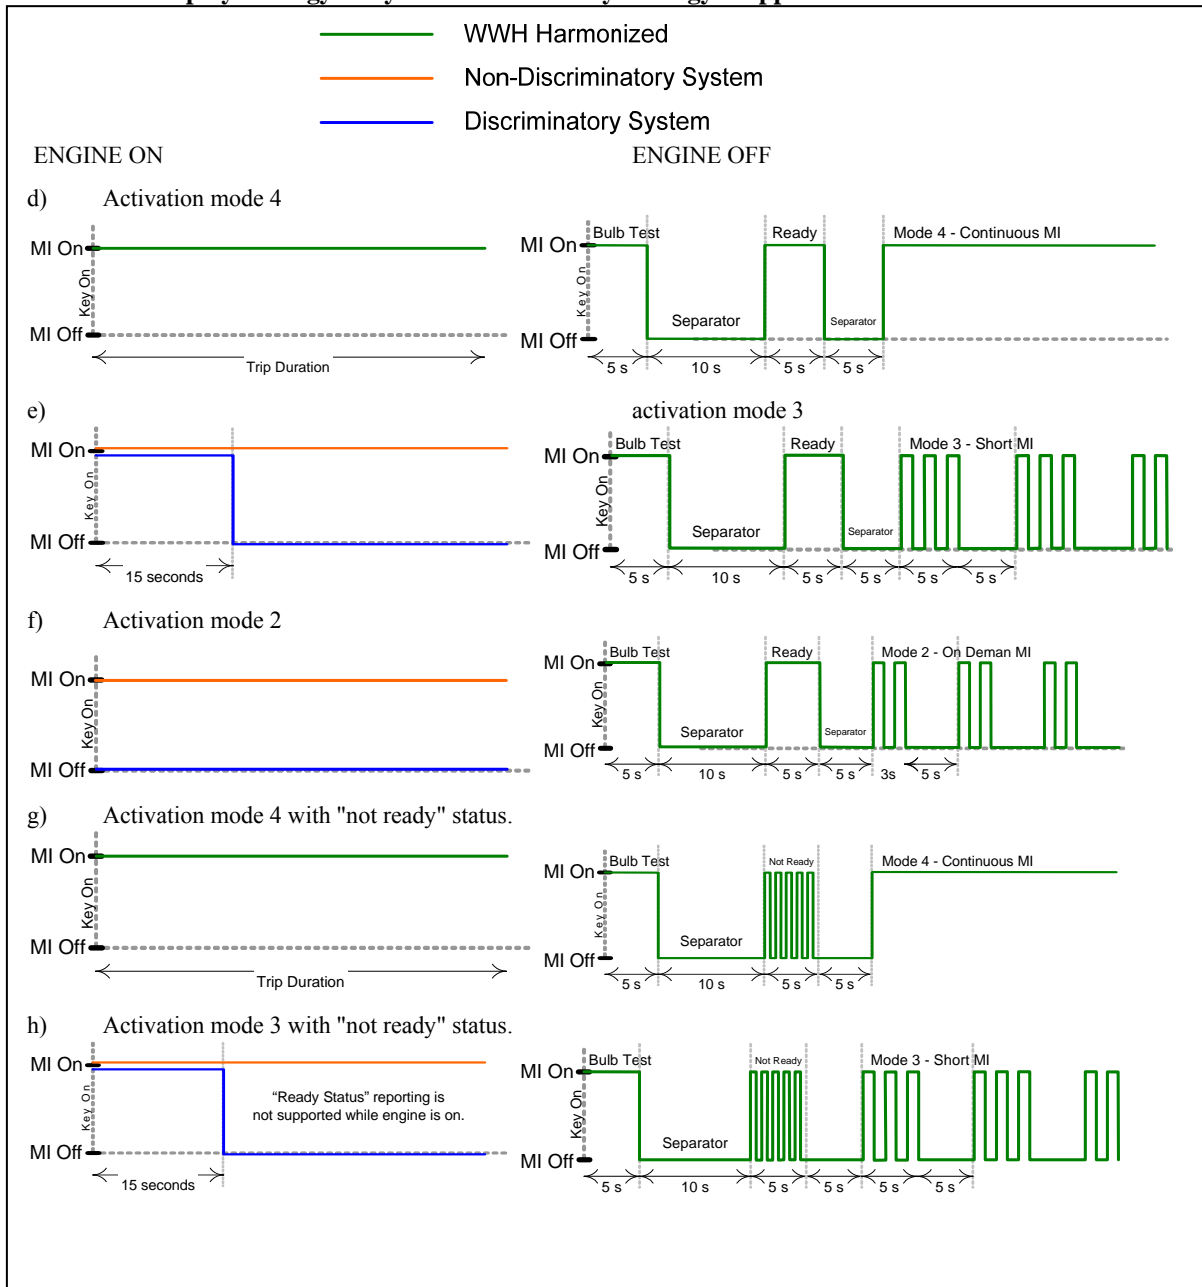 WWH Harmonized
Non-Discriminatory System
Discriminatory System
ENGINE ON
ENGINE OFF
d) Activation mode 4
MI On
Key On
MI Off
Trip Duration
MI On
Key On
MI Off
Bulb Test
Ready
Mode 4 - Continuous MI
Separator
Separator
5 s
10 s
5 s
5 s
e)
activation mode 3
MI On
Key On
MI Off
15 seconds
MI On
Key On
MI Off
Bulb Test
Ready
Mode 3 - Short MI
Separator
Separator
5 s
10 s
5 s
5 s
5 s
5 s
f) Activation mode 2
MI On
Key On
MI Off
MI On
Key On
MI Off
Bulb Test
Ready
Mode 2 - On Deman MI
Separator
Separator
5 s
10 s
5 s
5 s
3s
5 s
g) Activation mode 4 with "not ready" status.
MI On
Key On
MI Off
Trip Duration
MI On
Key On
MI Off
Bulb Test
Not Ready
Mode 4 - Continuous MI
Separator
5 s
10 s
5 s
5 s
h) Activation mode 3 with "not ready" status.
MI On
Key On
MI Off
“Ready Status” reporting is
not supported while engine is on.
15 seconds
MI On
Key On
MI Off
Bulb Test
Not Ready
Mode 3 - Short MI
Separator
5 s
10 s
5 s
5 s
5 s
5 s